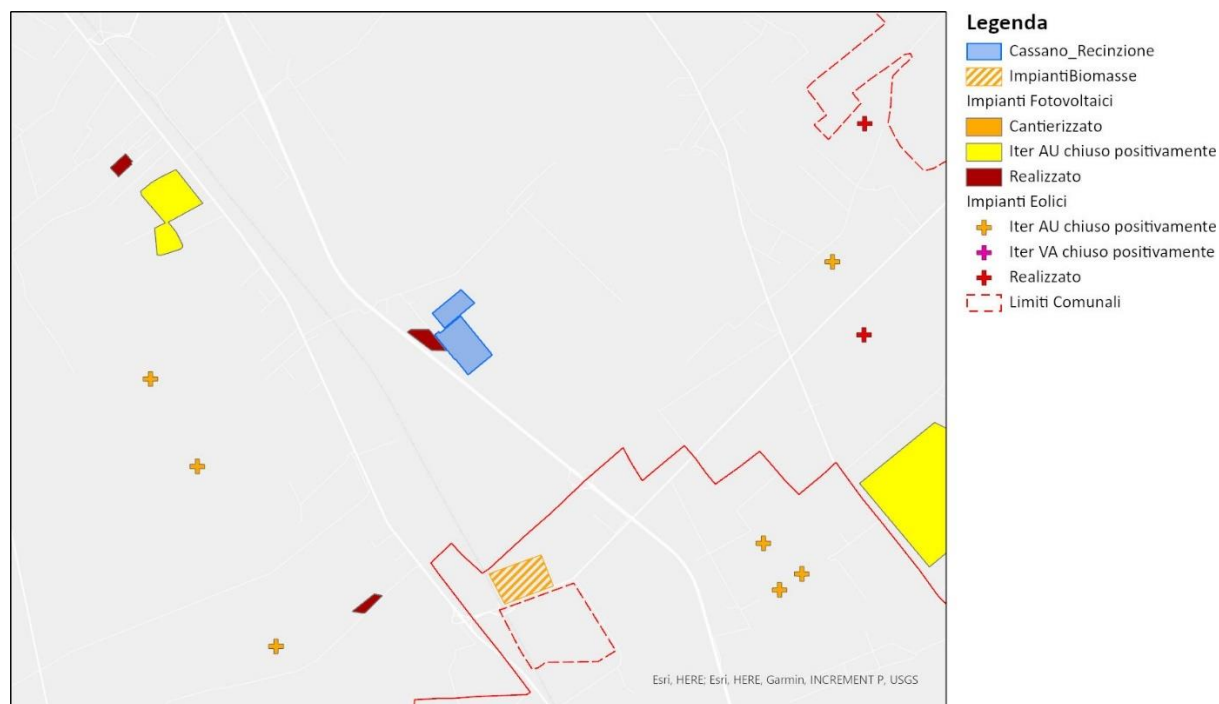 Legenda
Cassano_Recinzione
ImpiantiBiomasse
Impianti Fotovoltaici
Cantierizzato
Iter AU chiuso positivamente
Realizzato
Impianti Eolici
Iter AU chiuso positivamente
Iter VA chiuso positivamente
Realizzato
Limiti Comunali
Esri, HERE; Esri, HERE, Garmin, INCREMENT P, USGS